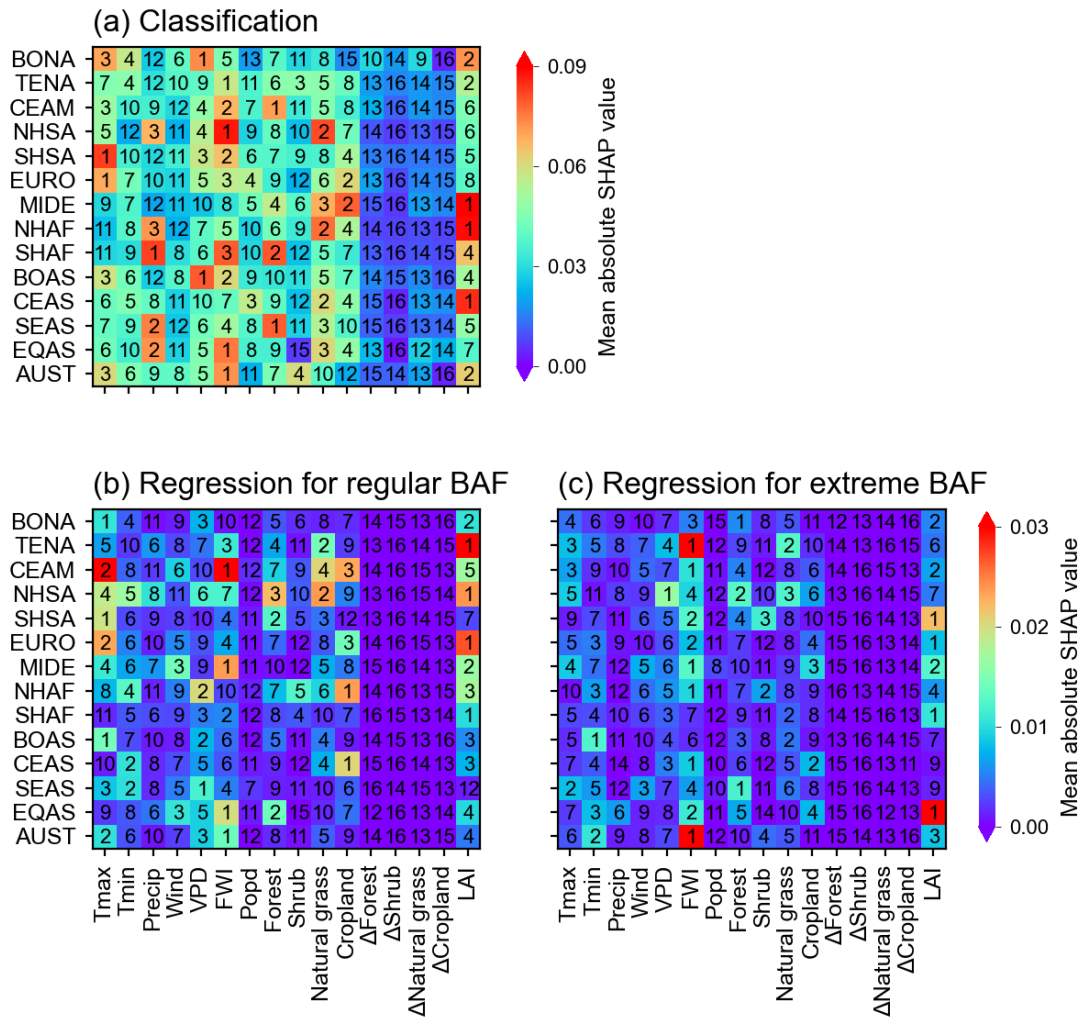 (a) Classification
BONA 3 4 12 6 1 5 13 7 11 8 15 10 14 9 16 2
TENA 7 4 12 10 9 1 11 6 3 5 8 13 16 14 15 2
CEAM 3 10 9 12 4 2 7 1 11 5 8 13 16 14 15 6
NHSA 5 12 3 11 4 1 9 8 10 2 7 14 16 13 15 6
SHSA 1 10 12 11 3 2 6 7 9 8 4 13 16 14 15 5
EURO 1 7 10 11 5 3 4 9 12 6 2 13 16 14 15 8
MIDE 9 7 12 11 10 8 5 4 6 3 2 15 16 13 14 1
NHAF 11 8 3 12 7 5 10 6 9 2 4 14 16 13 15 1
SHAF 11 9 1 8 6 3 10 2 12 5 7 13 16 14 15 4
BOAS 3 6 12 8 1 2 9 10 11 5 7 14 15 13 16 4
CEAS 6 5 8 11 10 7 3 9 12 2 4 15 16 13 14 1
SEAS 7 9 2 12 6 4 8 1 11 3 10 13 15 14 16 5
EQAS 6 10 2 11 5 1 8 9 15 3 4 13 16 12 14 7
AUST 3 6 9 8 5 1 11 7 4 10 12 15 14 13 16 2
0.09
0.06
0.03
0.00
Mean absolute SHAP value
(b) Regression for regular BAF
BONA 1 4 11 9 3 10 12 5 6 8 7 14 15 13 16 2
TENA 5 10 6 8 7 3 12 4 11 2 9 13 16 14 15 1
CEAM 2 8 11 6 10 1 12 7 9 4 3 14 16 15 13 5
NHSA 4 5 8 11 6 7 12 3 10 2 9 13 16 14 15 1
SHSA 1 6 9 8 10 4 11 2 5 3 12 13 16 14 15 7
EURO 2 6 10 5 9 4 11 7 12 8 3 13 16 14 15 1
MIDE 4 6 7 3 9 1 11 10 12 5 8 15 16 14 13 2
NHAF 8 4 11 9 2 10 12 7 5 6 1 14 16 13 15 3
SHAF 11 5 6 9 3 2 12 8 4 10 7 16 15 13 14 1
BOAS 1 7 10 8 2 6 12 5 11 4 9 14 16 15 13 3
CEAS 10 2 8 7 5 6 11 9 12 4 1 15 16 13 14 3
SEAS 3 2 8 5 1 4 7 9 11 10 6 16 14 15 13 12
EQAS 9 8 6 3 5 1 11 2 15 10 7 12 16 13 14 4
AUST 2 6 10 7 3 1 12 8 11 5 9 14 16 13 15 4
Tmax
Tmin
Precip
Wind
VPD
FWI
Popd
Forest
Shrub
Natural grass
Cropland
ΔForest
ΔShrub
ΔNatural grass
ΔCropland
LAI
(c) Regression for extreme BAF
4 6 9 10 7 3 15 1 8 5 11 12 13 14 16 2
3 5 8 7 4 1 12 9 11 2 10 14 13 16 15 6
3 9 10 5 7 1 11 4 12 8 6 13 16 14 15 2
5 11 8 9 1 4 12 2 10 3 6 14 16 13 15 7
9 7 11 6 5 2 12 4 3 8 10 15 16 14 13 1
5 3 9 10 6 2 11 7 12 8 4 13 16 14 15 1
4 7 12 5 6 1 8 10 11 9 3 15 16 14 13 2
10 3 12 6 5 1 11 7 2 8 9 15 16 13 14 4
5 4 10 6 3 7 12 9 11 2 8 14 15 16 13 1
5 1 11 10 4 6 12 3 8 2 9 14 16 13 15 7
7 4 14 8 3 1 10 6 12 5 2 16 15 13 11 9
2 5 12 3 7 4 10 1 11 8 6 13 15 16 14 9
7 3 6 9 8 2 11 5 14 10 4 12 16 13 15 1
6 2 9 8 7 1 12 10 4 5 11 15 14 13 16 3
Tmax
Tmin
Precip
Wind
VPD
FWI
Popd
Forest
Shrub
Natural grass
Cropland
ΔForest
ΔShrub
ΔNatural grass
ΔCropland
LAI
0.03
0.02
0.01
0.00
Mean absolute SHAP value